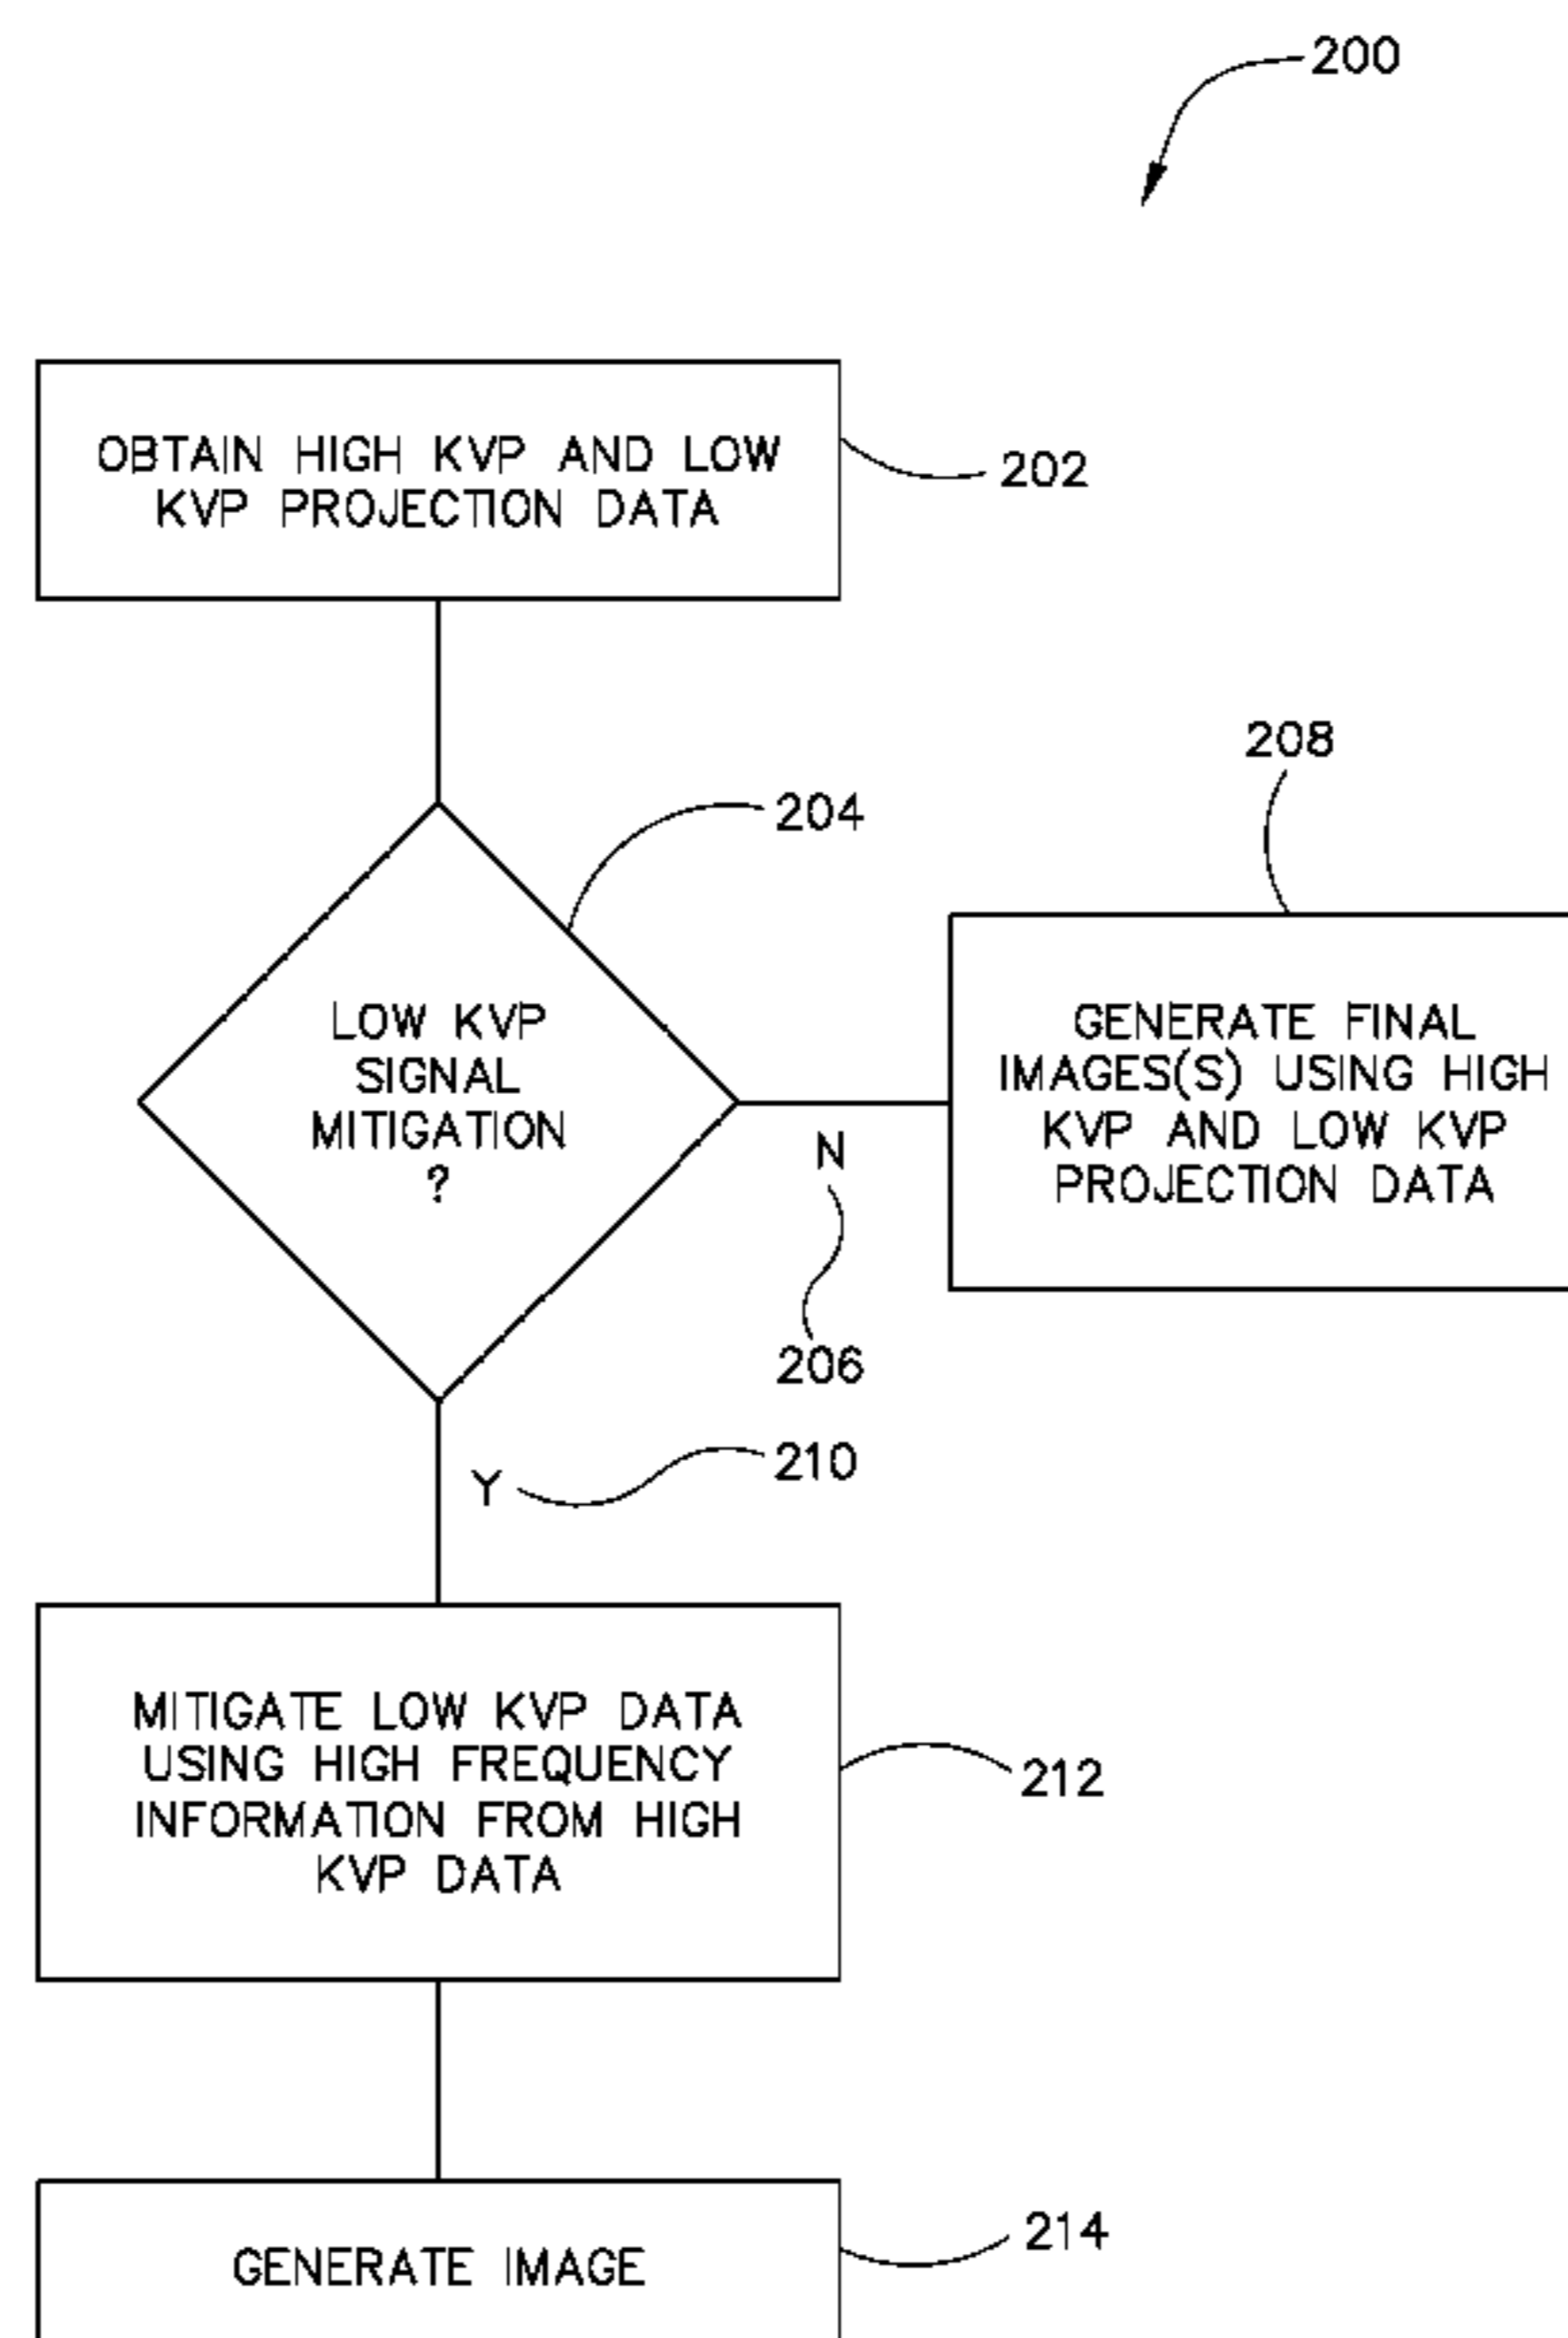 200
OBTAIN HIGH KVP AND LOW
KVP PROJECTION DATA
202
204
208
LOW KVP
SIGNAL
MITIGATION
?
N
206
GENERATE FINAL
IMAGES(S) USING HIGH
KVP AND LOW KVP
PROJECTION DATA
Y
210
MITIGATE LOW KVP DATA
USING HIGH FREQUENCY
INFORMATION FROM HIGH
KVP DATA
212
GENERATE IMAGE
214